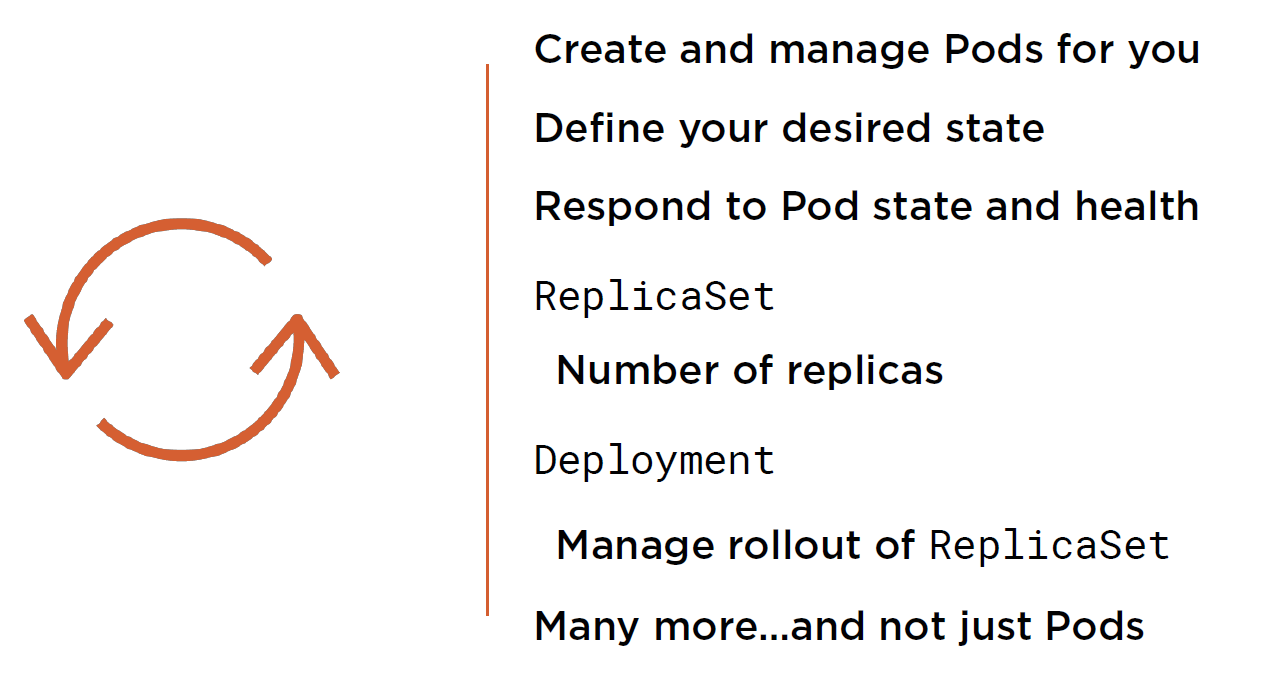 Create and manage Pods for you
Define your desired state
Respond to Pod state and health
ReplicaSet
Number of replicas
Deployment
Manage rollout of ReplicaSet
Many more...and not just Pods